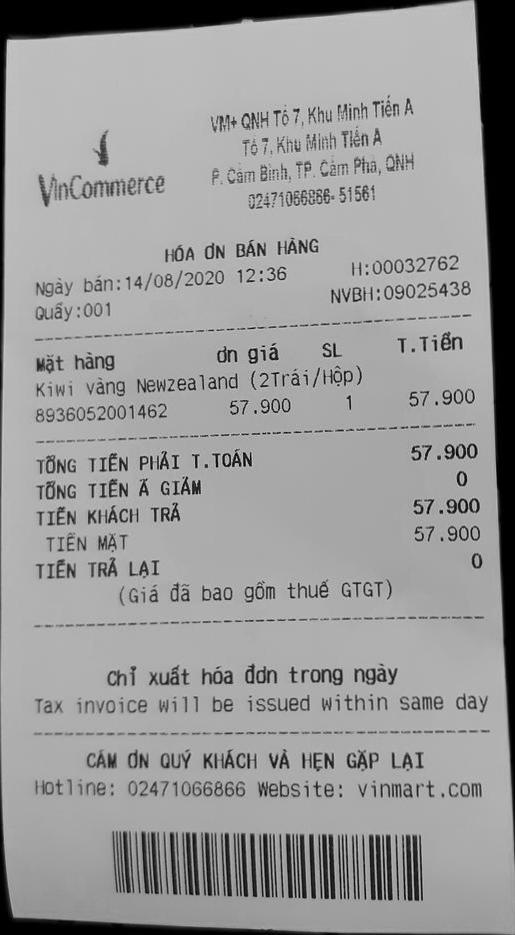 VinCommerce
VM+ QNH Tổ 7, Khu Minh Tiến A
Tổ 7, Khu Minh Tiến A
P. Cẩm Bình, TP. Cẩm Phả, QNH
02471066866-51561
HÓA ƠN BÁN HÀNG
Ngày bán:14/08/2020 12:36 H:00032762
Quầy:001 NVBH:09025438
Mặt hàng ơn giá SL T.Tiền
Kiwi vàng Newzealand (2Trái/Hộp)
8936052001462 57.900 1 57.900
TỔNG TIỀN PHẢI T.TOÁN 57.900
TỔNG TIỀN Ã GIẢM 0
TIỀN KHÁCH TRẢ 57.900
TIỀN MẶT 57.900
TIỀN TRẢ LẠI 0
(Giá đã bao gồm thuế GTGT)
Chỉ xuất hóa đơn trong ngày
Tax invoice will be issued within same day
CẢM ƠN QUÝ KHÁCH VÀ HẸN GẶP LẠI
Hotline: 02471066866 Website: vinmart.com